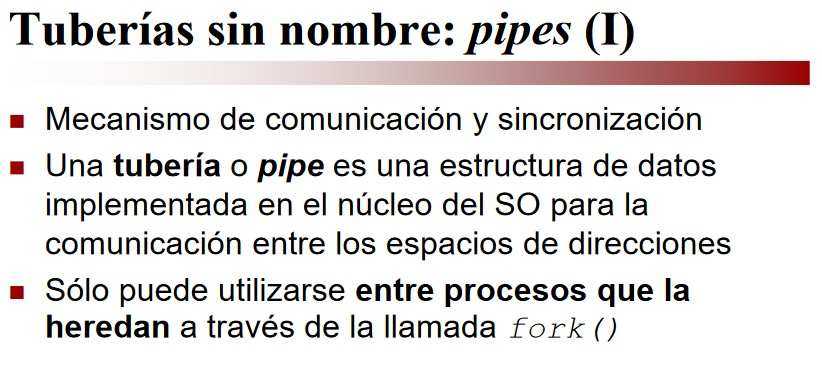 Tuberías sin nombre: pipes (I)
Mecanismo de comunicación y sincronización
Una tubería o pipe es una estructura de datos
implementada en el núcleo del SO para la
comunicación entre los espacios de direcciones
Sólo puede utilizarse entre procesos que la
heredan a través de la llamada fork()